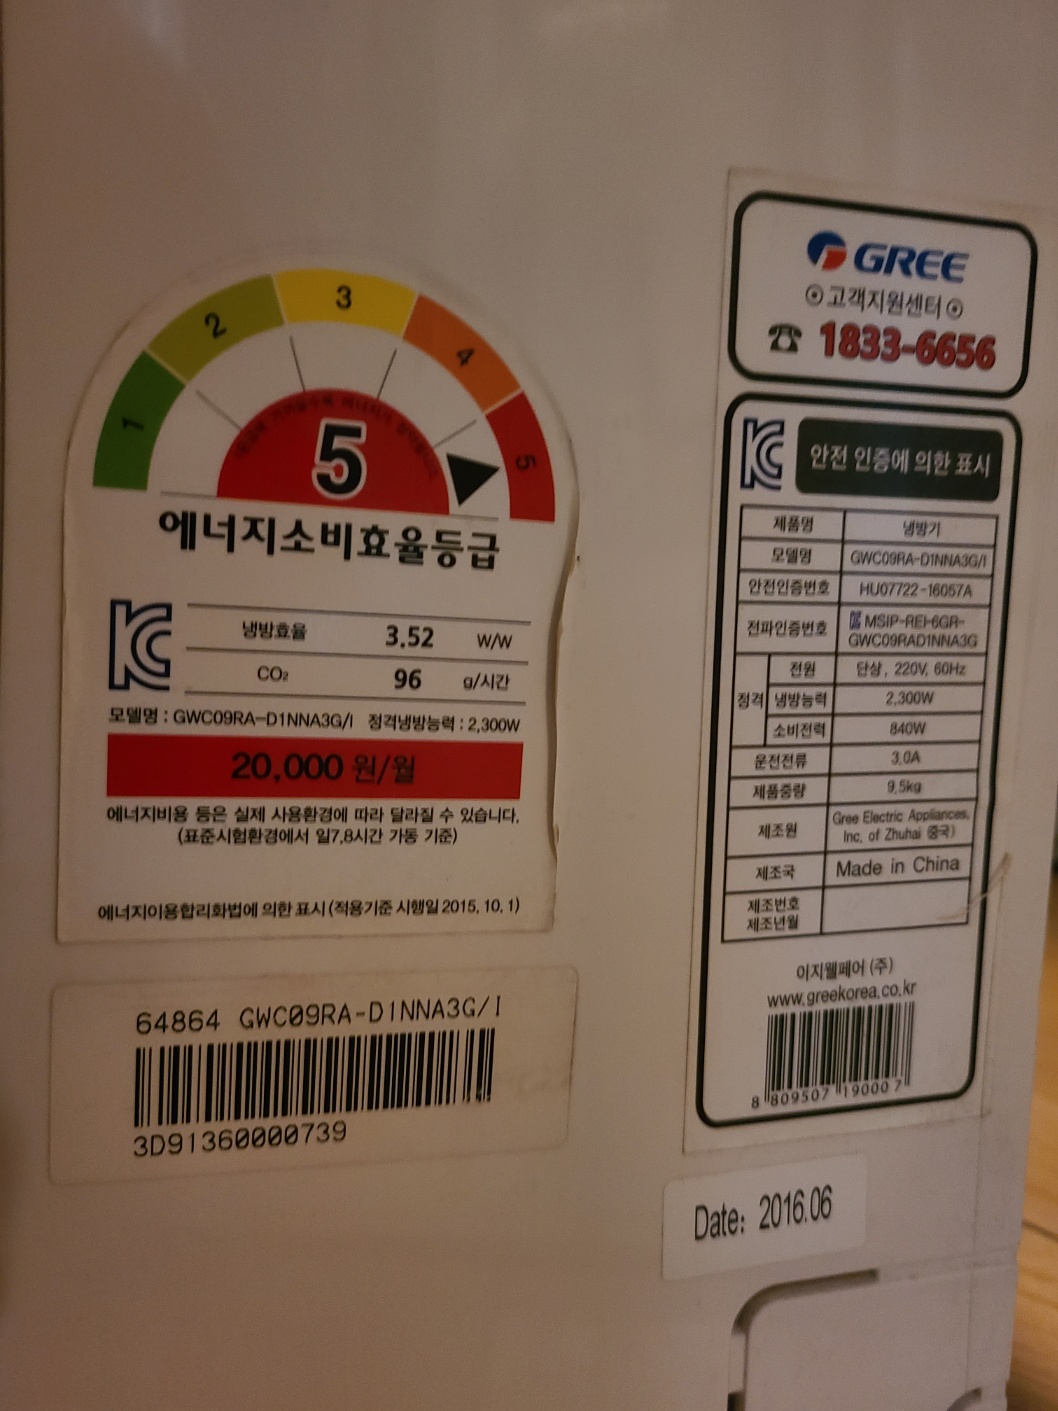 1
2
3
4
5
5
에너지소비효율등급
KC
냉방효율 3.52 W/W
CO₂ 96 g/시간
모델명 : GWC09RA-D1NNA3G/I 정격냉방능력 : 2,300W
20,000 원/월
에너지비용 등은 실제 사용환경에 따라 달라질 수 있습니다.
(표준시험환경에서 일7.8시간 가동 기준)
에너지이용합리화법에 의한 표시 (적용기준 시행일 2015. 10. 1)
64864 GWC09RA-D1NNA3G/I
3D91360000739
GREE
⊙고객지원센터⊙
☎ 1833-6656
KC 안전 인증에 의한 표시
제품명 냉방기
모델명 GWC09RA-D1NNA3G/I
안전인증번호 HU07722-16057A
전파인증번호 MSIP-REI-6GR-
GWC09RAD1NNA3G
정격 전원 단상, 220V, 60Hz
냉방능력 2,300W
소비전력 840W
운전전류 3.0A
제품중량 9.5kg
제조원 Gree Electric Appliances,
Inc. of Zhuhai 중국)
제조국 Made in China
제조번호
제조년월
이지웰페어 (주)
www.greekorea.co.kr
8 809507 190007
Date: 2016.06